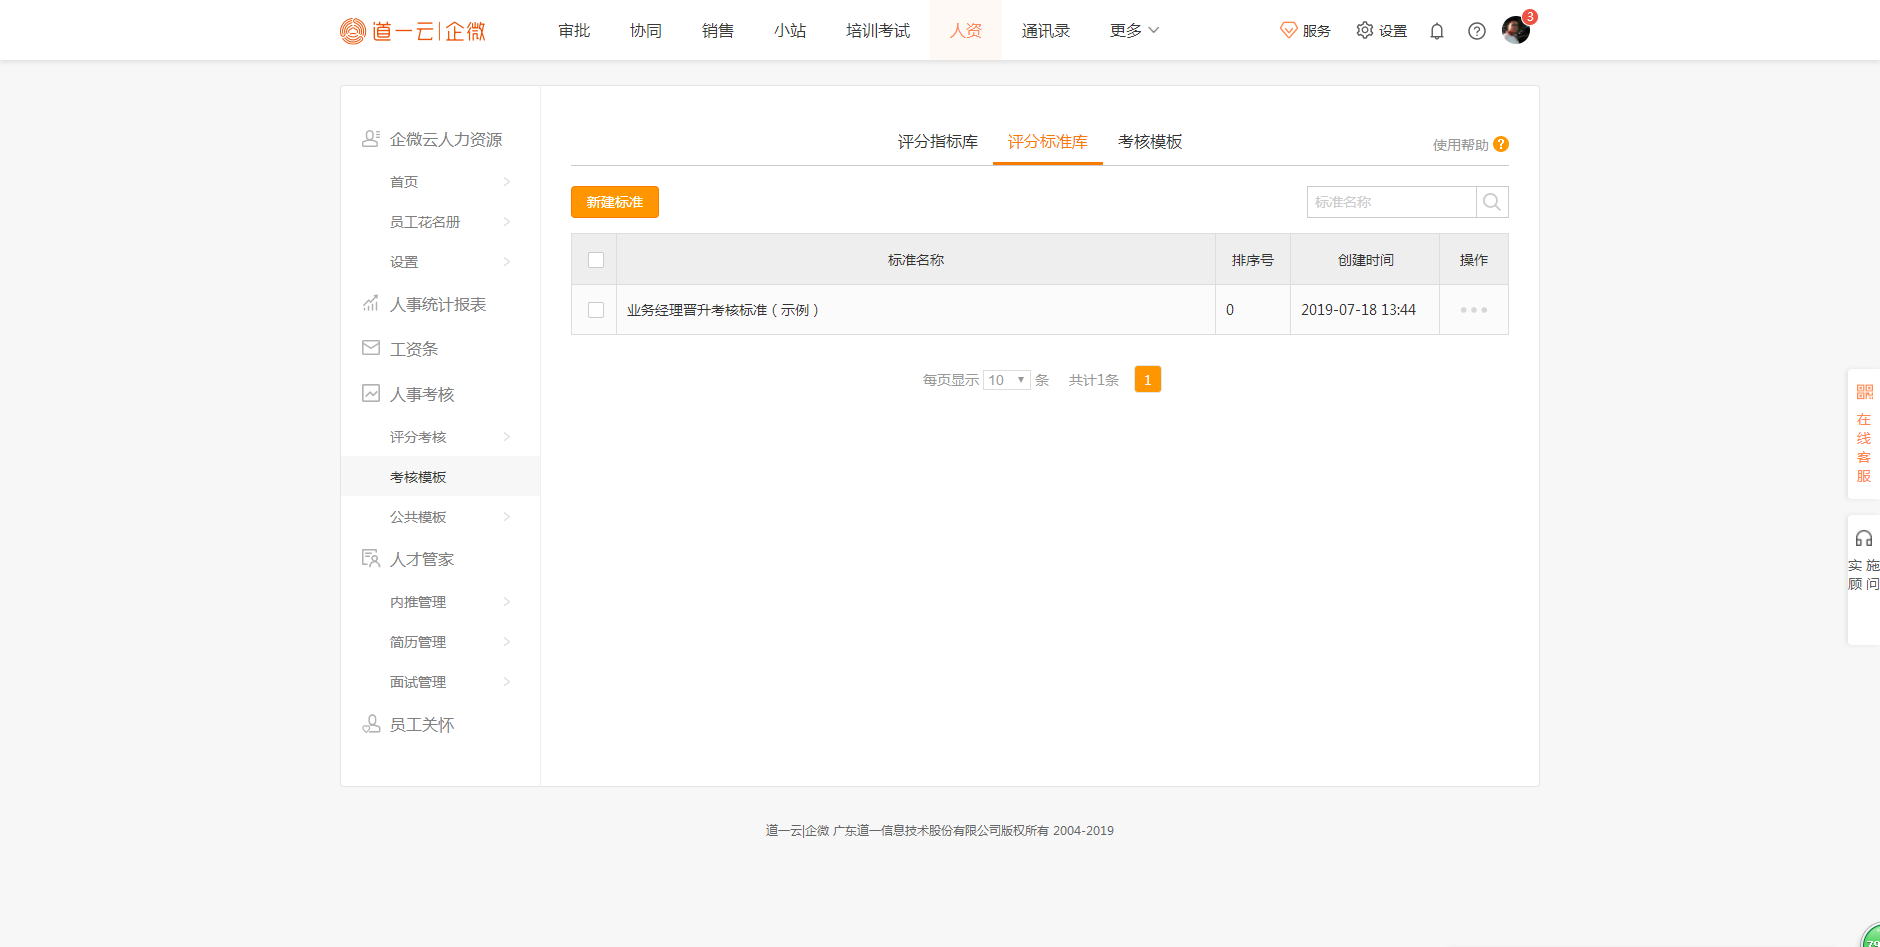 道一云|企微 审批 协同 销售 小站 培训考试 人资 通讯录 更多 服务 设置 3
企微云人力资源
首页
员工花名册
设置
人事统计报表
工资条
人事考核
评分考核
考核模板
公共模板
人才管家
内推管理
简历管理
面试管理
员工关怀
评分指标库 评分标准库 考核模板 使用帮助 ?
新建标准 标准名称
标准名称 排序号 创建时间 操作
业务经理晋升考核标准（示例） 0 2019-07-18 13:44
每页显示 10 条 共计1条 1
在
线
客
服
实 施
顾 问
道一云|企微 广东道一信息技术股份有限公司版权所有 2004-2019